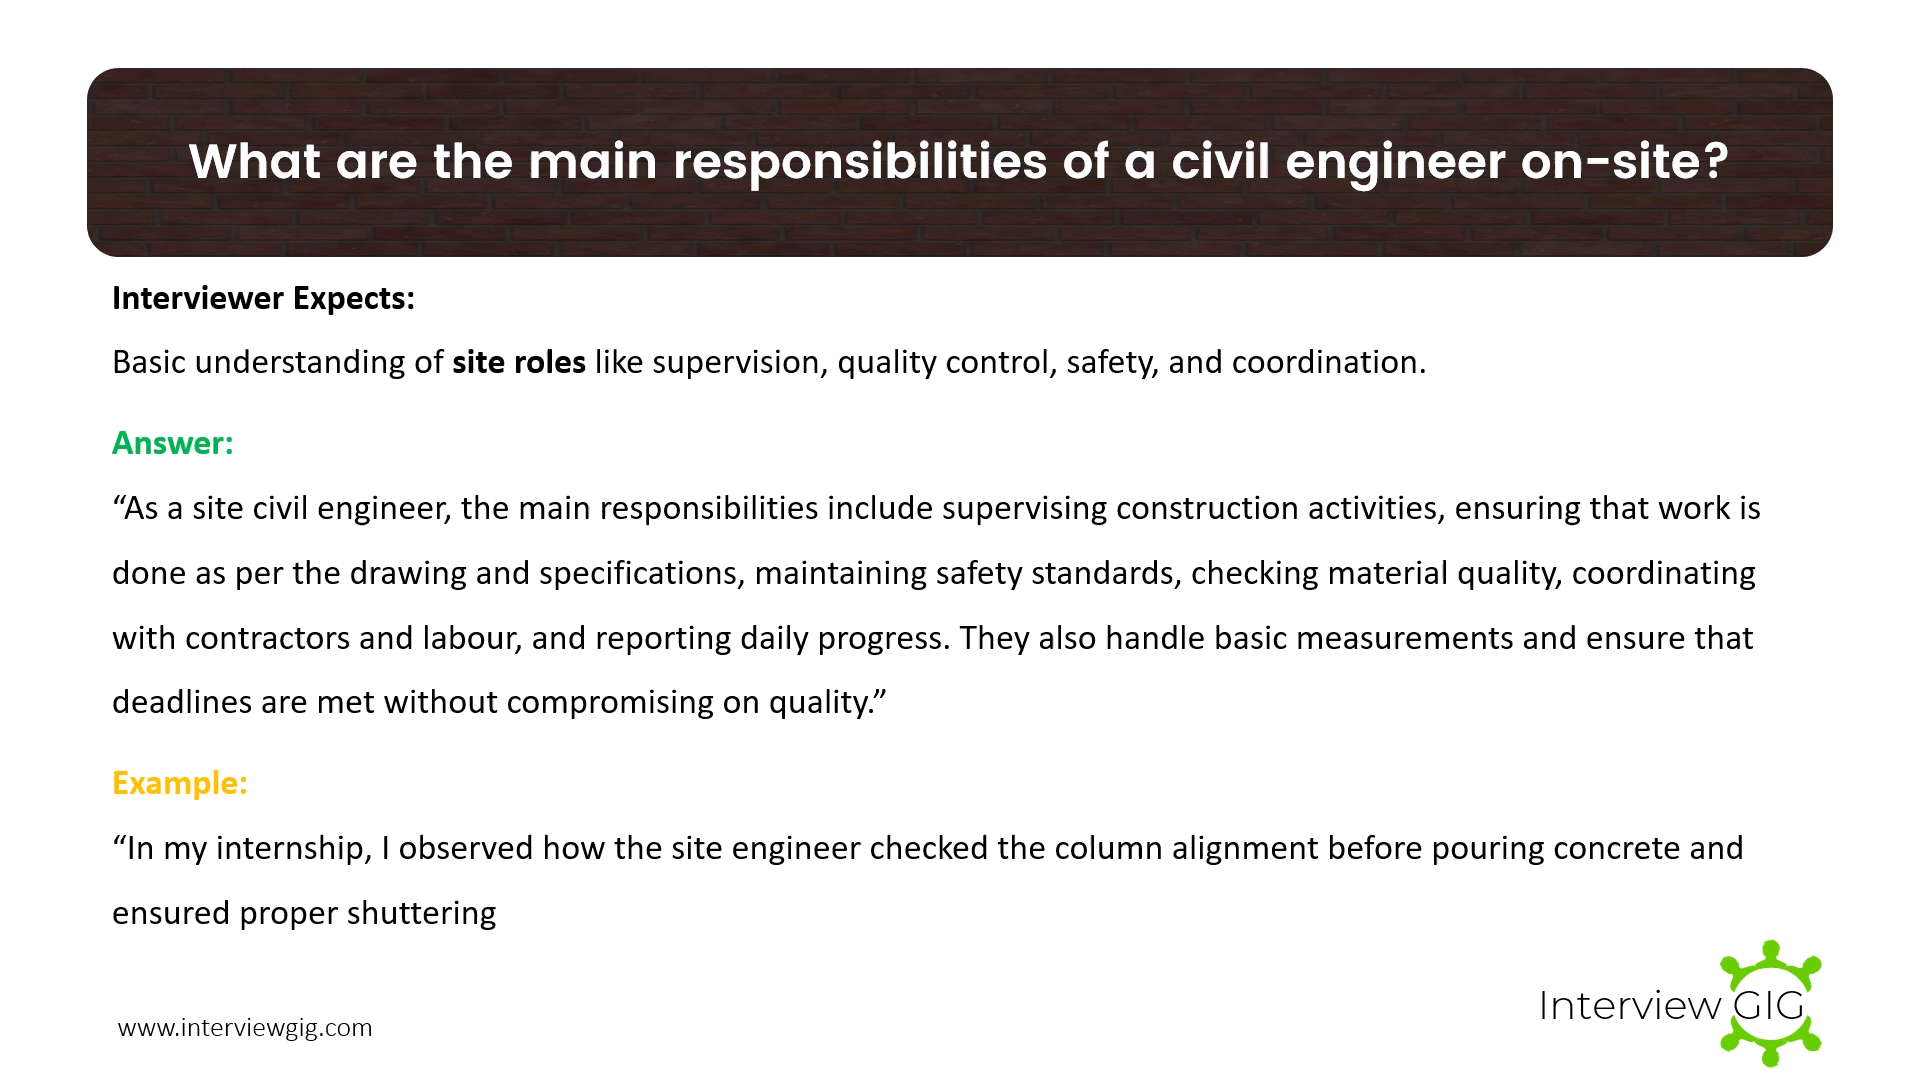 What are the main responsibilities of a civil engineer on-site?
Interviewer Expects:
Basic understanding of site roles like supervision, quality control, safety, and coordination.
Answer:
“As a site civil engineer, the main responsibilities include supervising construction activities, ensuring that work is
done as per the drawing and specifications, maintaining safety standards, checking material quality, coordinating
with contractors and labour, and reporting daily progress. They also handle basic measurements and ensure that
deadlines are met without compromising on quality.”
Example:
“In my internship, I observed how the site engineer checked the column alignment before pouring concrete and
ensured proper shuttering
Interview GIG
www.interviewgig.com